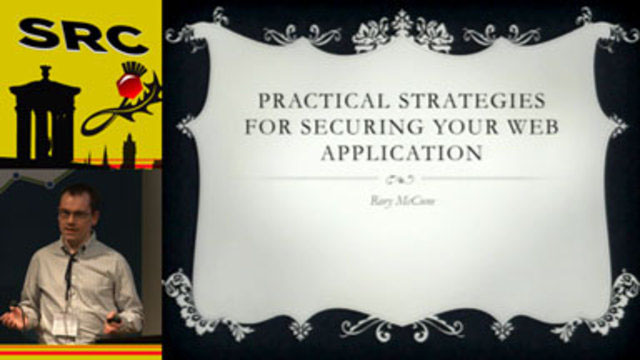 SRC
PRACTICAL STRATEGIES
FOR SECURING YOUR WEB
APPLICATION
Rory McCune